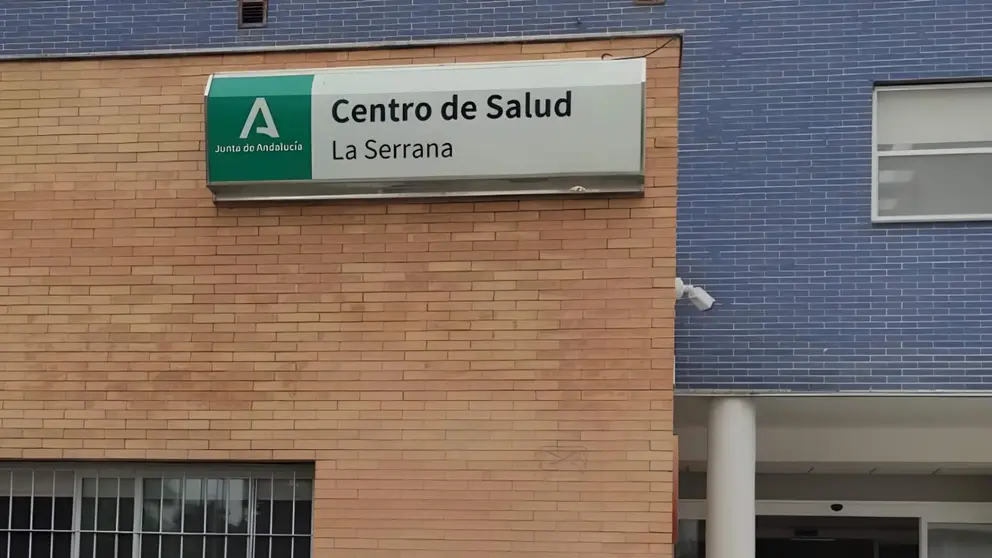 Junta de Andalucía
Centro de Salud
La Serrana